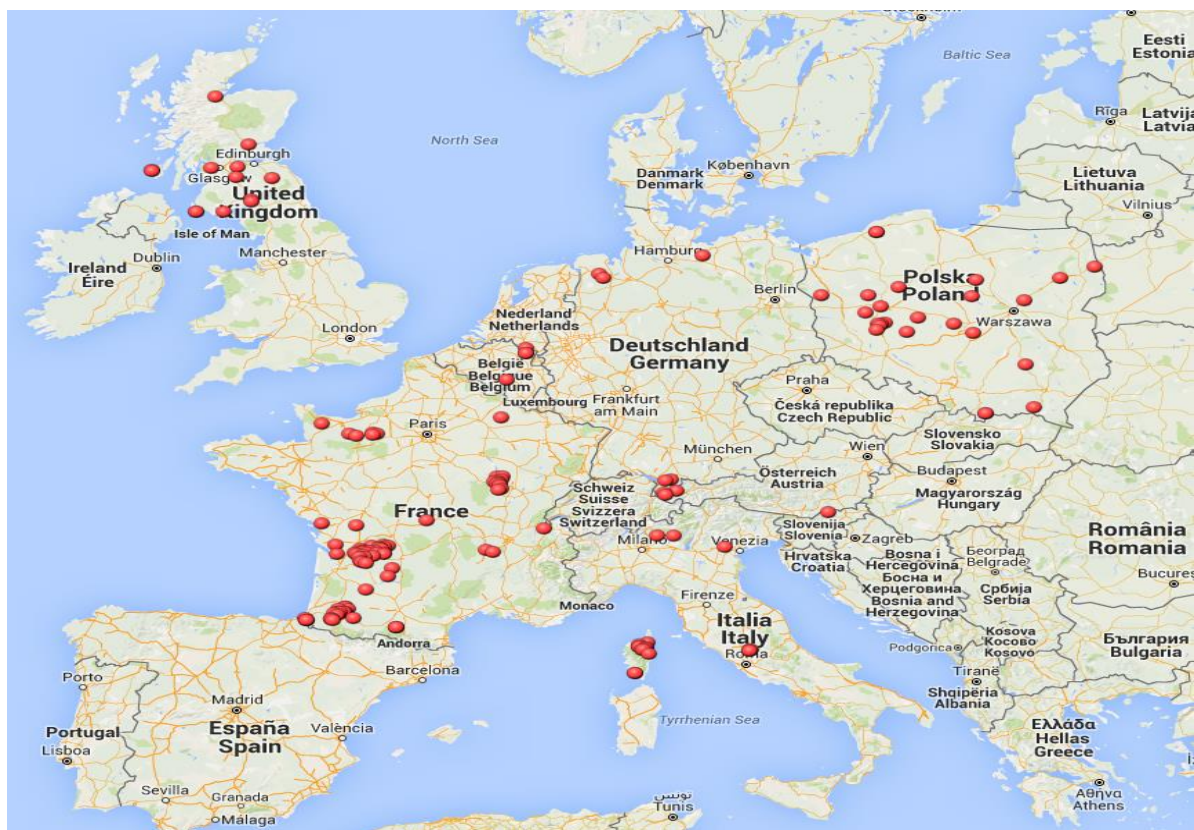 Stockholm
Baltic Sea
Eesti
Estonia
North Sea
Rīga
Latvija
Latvia
Edinburgh
Glasgow
United
Kingdom
Danmark
Denmark
København
Lietuva
Lithuania
Vilnius
Isle of Man
Dublin
Ireland
Éire
Manchester
Hamburg
Polska
Poland
Berlin
Warszawa
London
Nederland
Netherlands
Deutschland
Germany
België
Belgique
Belgium
Luxembourg
Frankfurt
am Main
Praha
Česká republika
Czech Republic
Paris
Slovensko
Slovakia
München
Wien
Österreich
Austria
Budapest
Magyarország
Hungary
Schweiz
Suisse
Svizzera
Switzerland
France
Slovenija
Slovenia
Zagreb
Milano
Venezia
Hrvatska
Croatia
România
Romania
Bosna i
Hercegovina
Босна и
Херцеговина
Bosnia and
Herzegovina
Београд
Belgrade
Србија
Serbia
Bucure
Monaco
Firenze
Andorra
Italia
Italy
Roma
Kosova
Косово
Kosovo
България
Bulgaria
Podgorica
Porto
Barcelona
Madrid
Tiranë
Shqipëria
Albania
España
Spain
València
Portugal
Lisboa
Tyrrhenian Sea
Ελλάδα
Hellas
Greece
Sevilla
Granada
Málaga
تونس
Tunis
Αθήνα
Athens